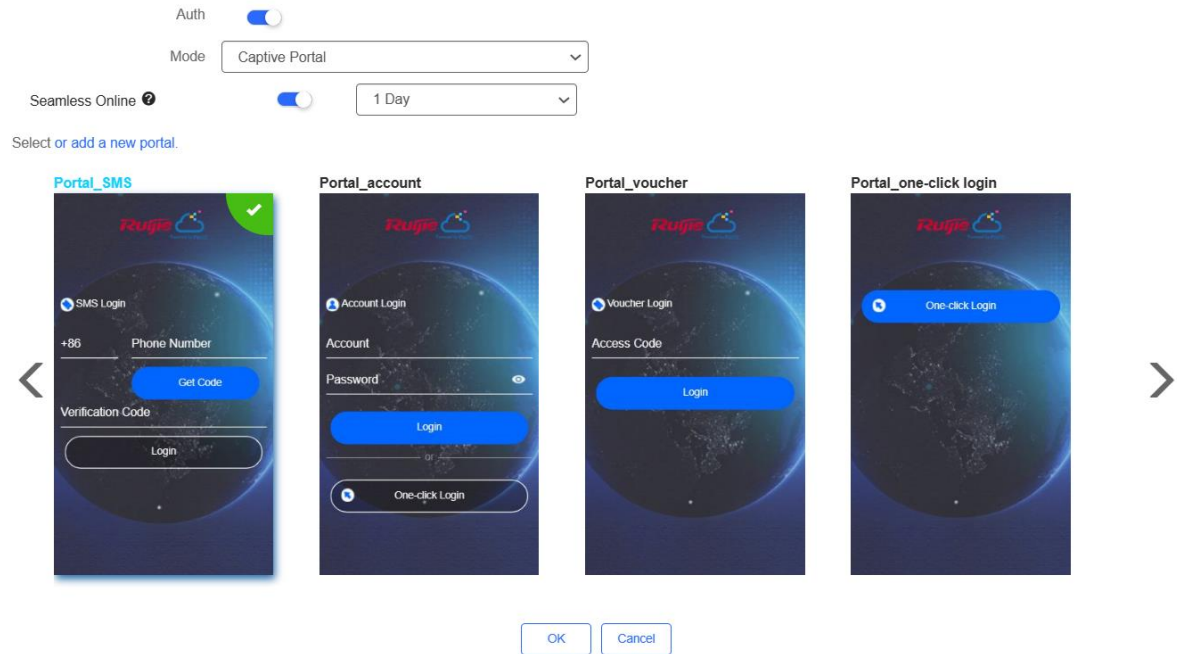 Auth
Mode Captive Portal
Seamless Online ? 1 Day
Select or add a new portal.
Portal_SMS
Ruijie
SMS Login
+86 Phone Number
Get Code
Verification Code
Login
Portal_account
Ruijie
Account Login
Account
Password
Login
or
One-click Login
Portal_voucher
Ruijie
Voucher Login
Access Code
Login
Portal_one-click login
Ruijie
One-click Login
OK Cancel